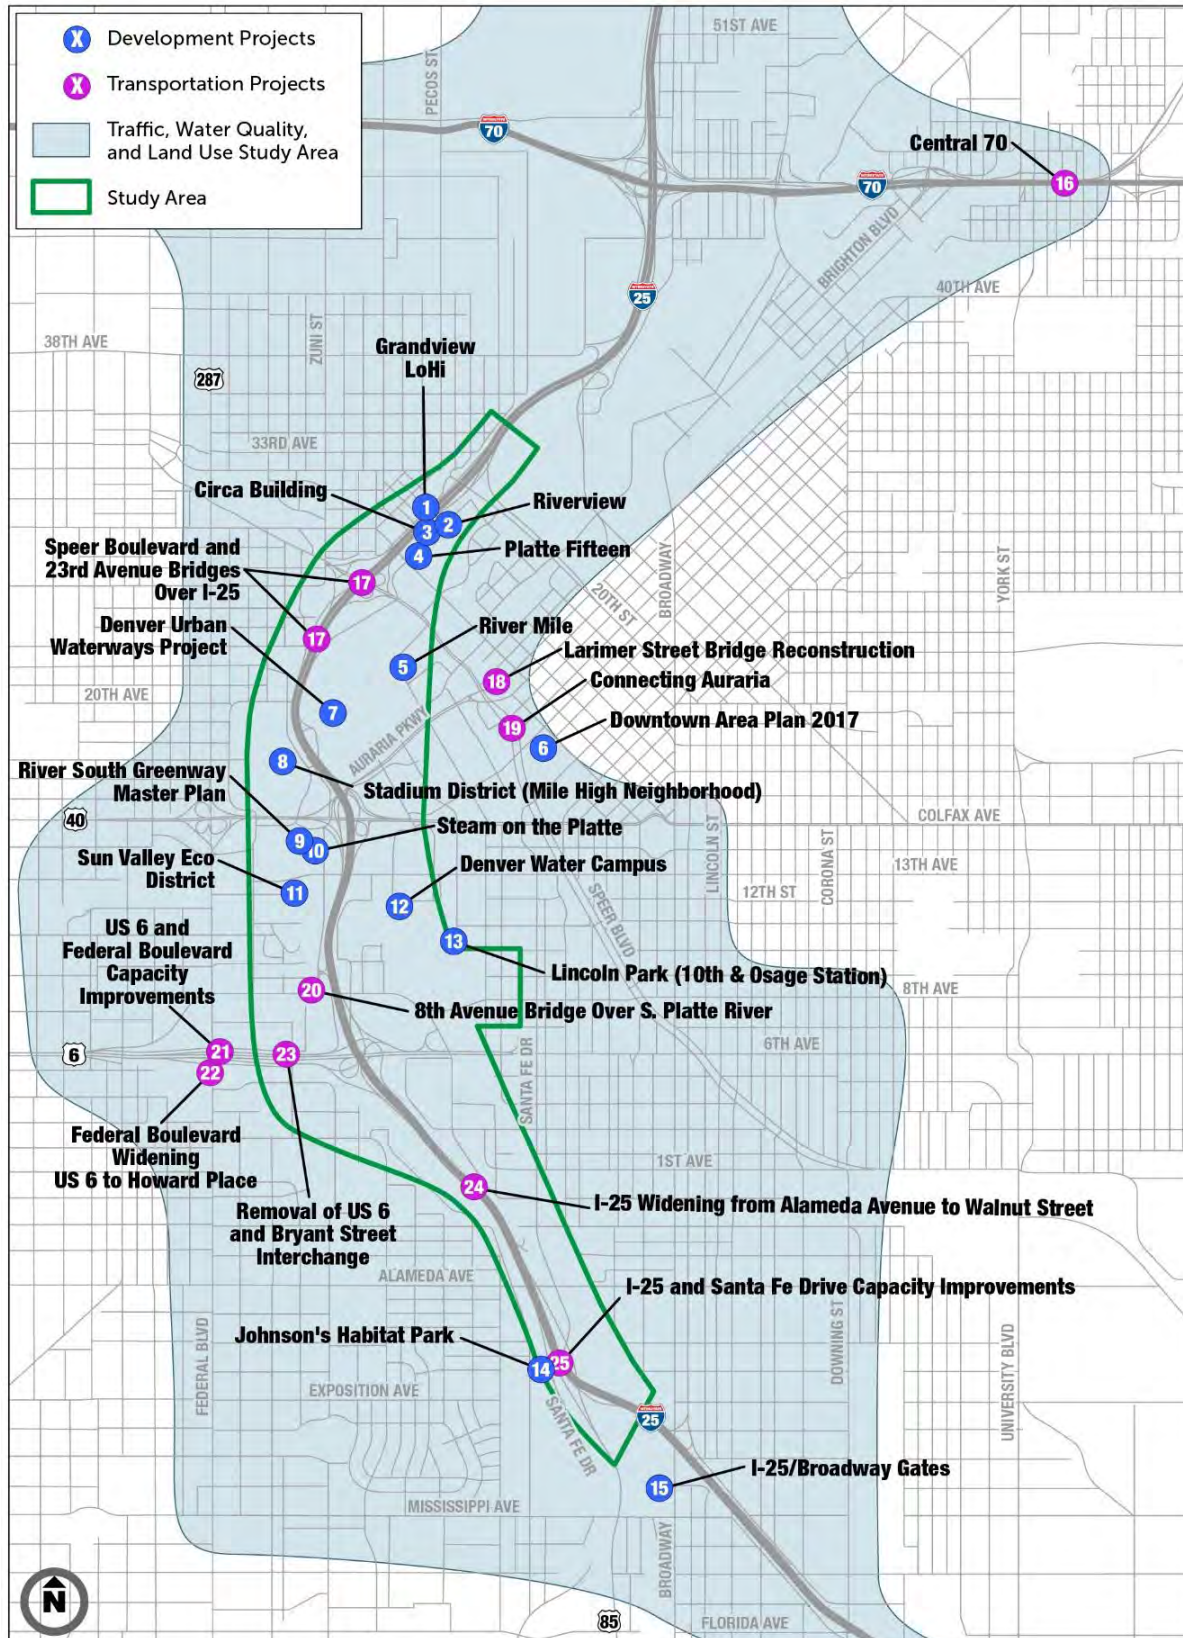 X Development Projects
X Transportation Projects
Traffic, Water Quality,
and Land Use Study Area
Study Area
51ST AVE
PECOS ST
70
Central 70
16
70
BRIGHTON BLVD
25
40TH AVE
38TH AVE
ZUNI ST
Grandview
LoHi
287
33RD AVE
Circa Building
1
2
3
4
Riverview
Platte Fifteen
Speer Boulevard and
23rd Avenue Bridges
Over I-25
17
17
20TH ST
BROADWAY
YORK ST
Denver Urban
Waterways Project
River Mile
5
18
Larimer Street Bridge Reconstruction
Connecting Auraria
20TH AVE
7
AURARIA PKWY
19
6
Downtown Area Plan 2017
8
River South Greenway
Master Plan
Stadium District (Mile High Neighborhood)
40
COLFAX AVE
9
10
Steam on the Platte
LINCOLN ST
CORONA ST
Sun Valley Eco
District
Denver Water Campus
13TH AVE
12TH ST
11
12
SPEER BLVD
US 6 and
Federal Boulevard
Capacity
Improvements
13
Lincoln Park (10th & Osage Station)
20
8th Avenue Bridge Over S. Platte River
8TH AVE
6
21
22
23
6TH AVE
SANTA FE DR
Federal Boulevard
Widening
US 6 to Howard Place
1ST AVE
24
I-25 Widening from Alameda Avenue to Walnut Street
Removal of US 6
and Bryant Street
Interchange
ALAMEDA AVE
I-25 and Santa Fe Drive Capacity Improvements
Johnson's Habitat Park
14
25
DOWNING ST
FEDERAL BLVD
UNIVERSITY BLVD
EXPOSITION AVE
SANTA FE DR
25
I-25/Broadway Gates
15
MISSISSIPPI AVE
BROADWAY
N
85
FLORIDA AVE